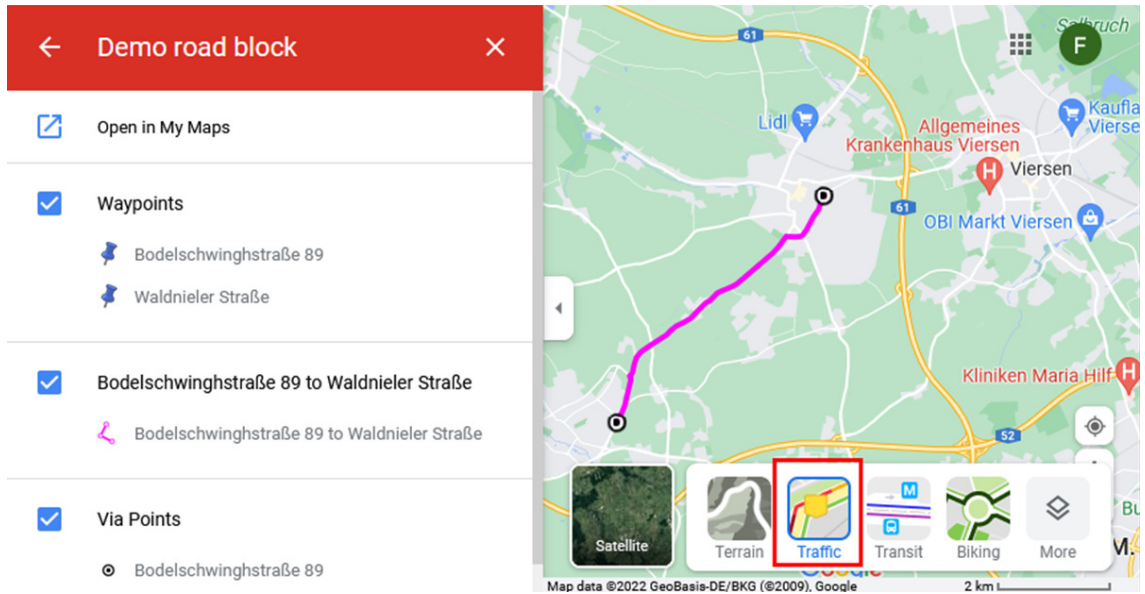 Demo road block
Open in My Maps
Waypoints
Bodelschwinghstraße 89
Waldnieler Straße
Bodelschwinghstraße 89 to Waldnieler Straße
Bodelschwinghstraße 89 to Waldnieler Straße
Via Points
Bodelschwinghstraße 89
61
F
Lidl
Allgemeines
Krankenhaus Viersen
H
Viersen
61
OBI Markt Viersen
Kliniken Maria Hilf
H
52
Satellite
Terrain
Traffic
M
Transit
Biking
More
Google
Map data ©2022 GeoBasis-DE/BKG (©2009), Google
2 km